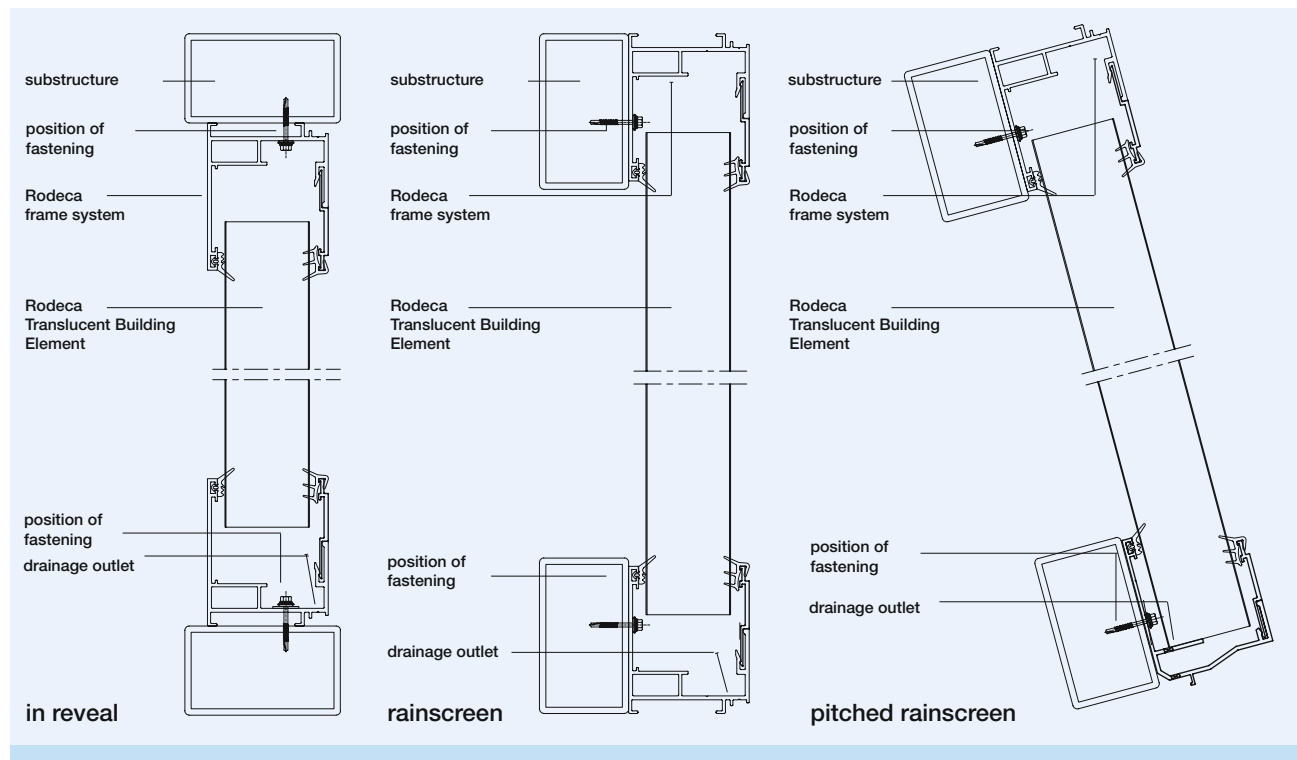 substructure
position of
fastening
Rodeca
frame system
Rodeca
Translucent Building
Element
position of
fastening
drainage outlet
in reveal
substructure
position of
fastening
Rodeca
frame system
Rodeca
Translucent Building
Element
position of
fastening
drainage outlet
rainscreen
substructure
position of
fastening
Rodeca
frame system
Rodeca
Translucent Building
Element
position of
fastening
drainage outlet
pitched rainscreen